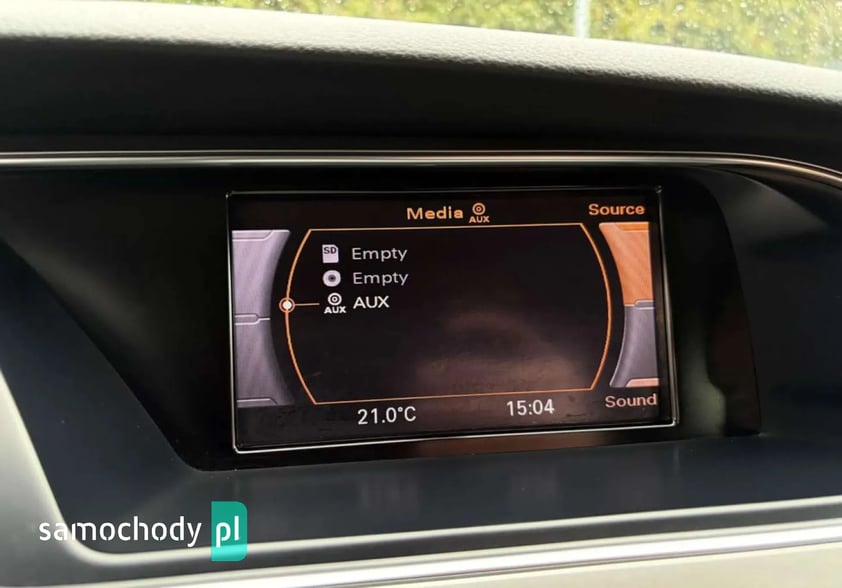 Media AUX
Source
SD Empty
Empty
AUX AUX
21.0°C
15:04
Sound
samochody pl